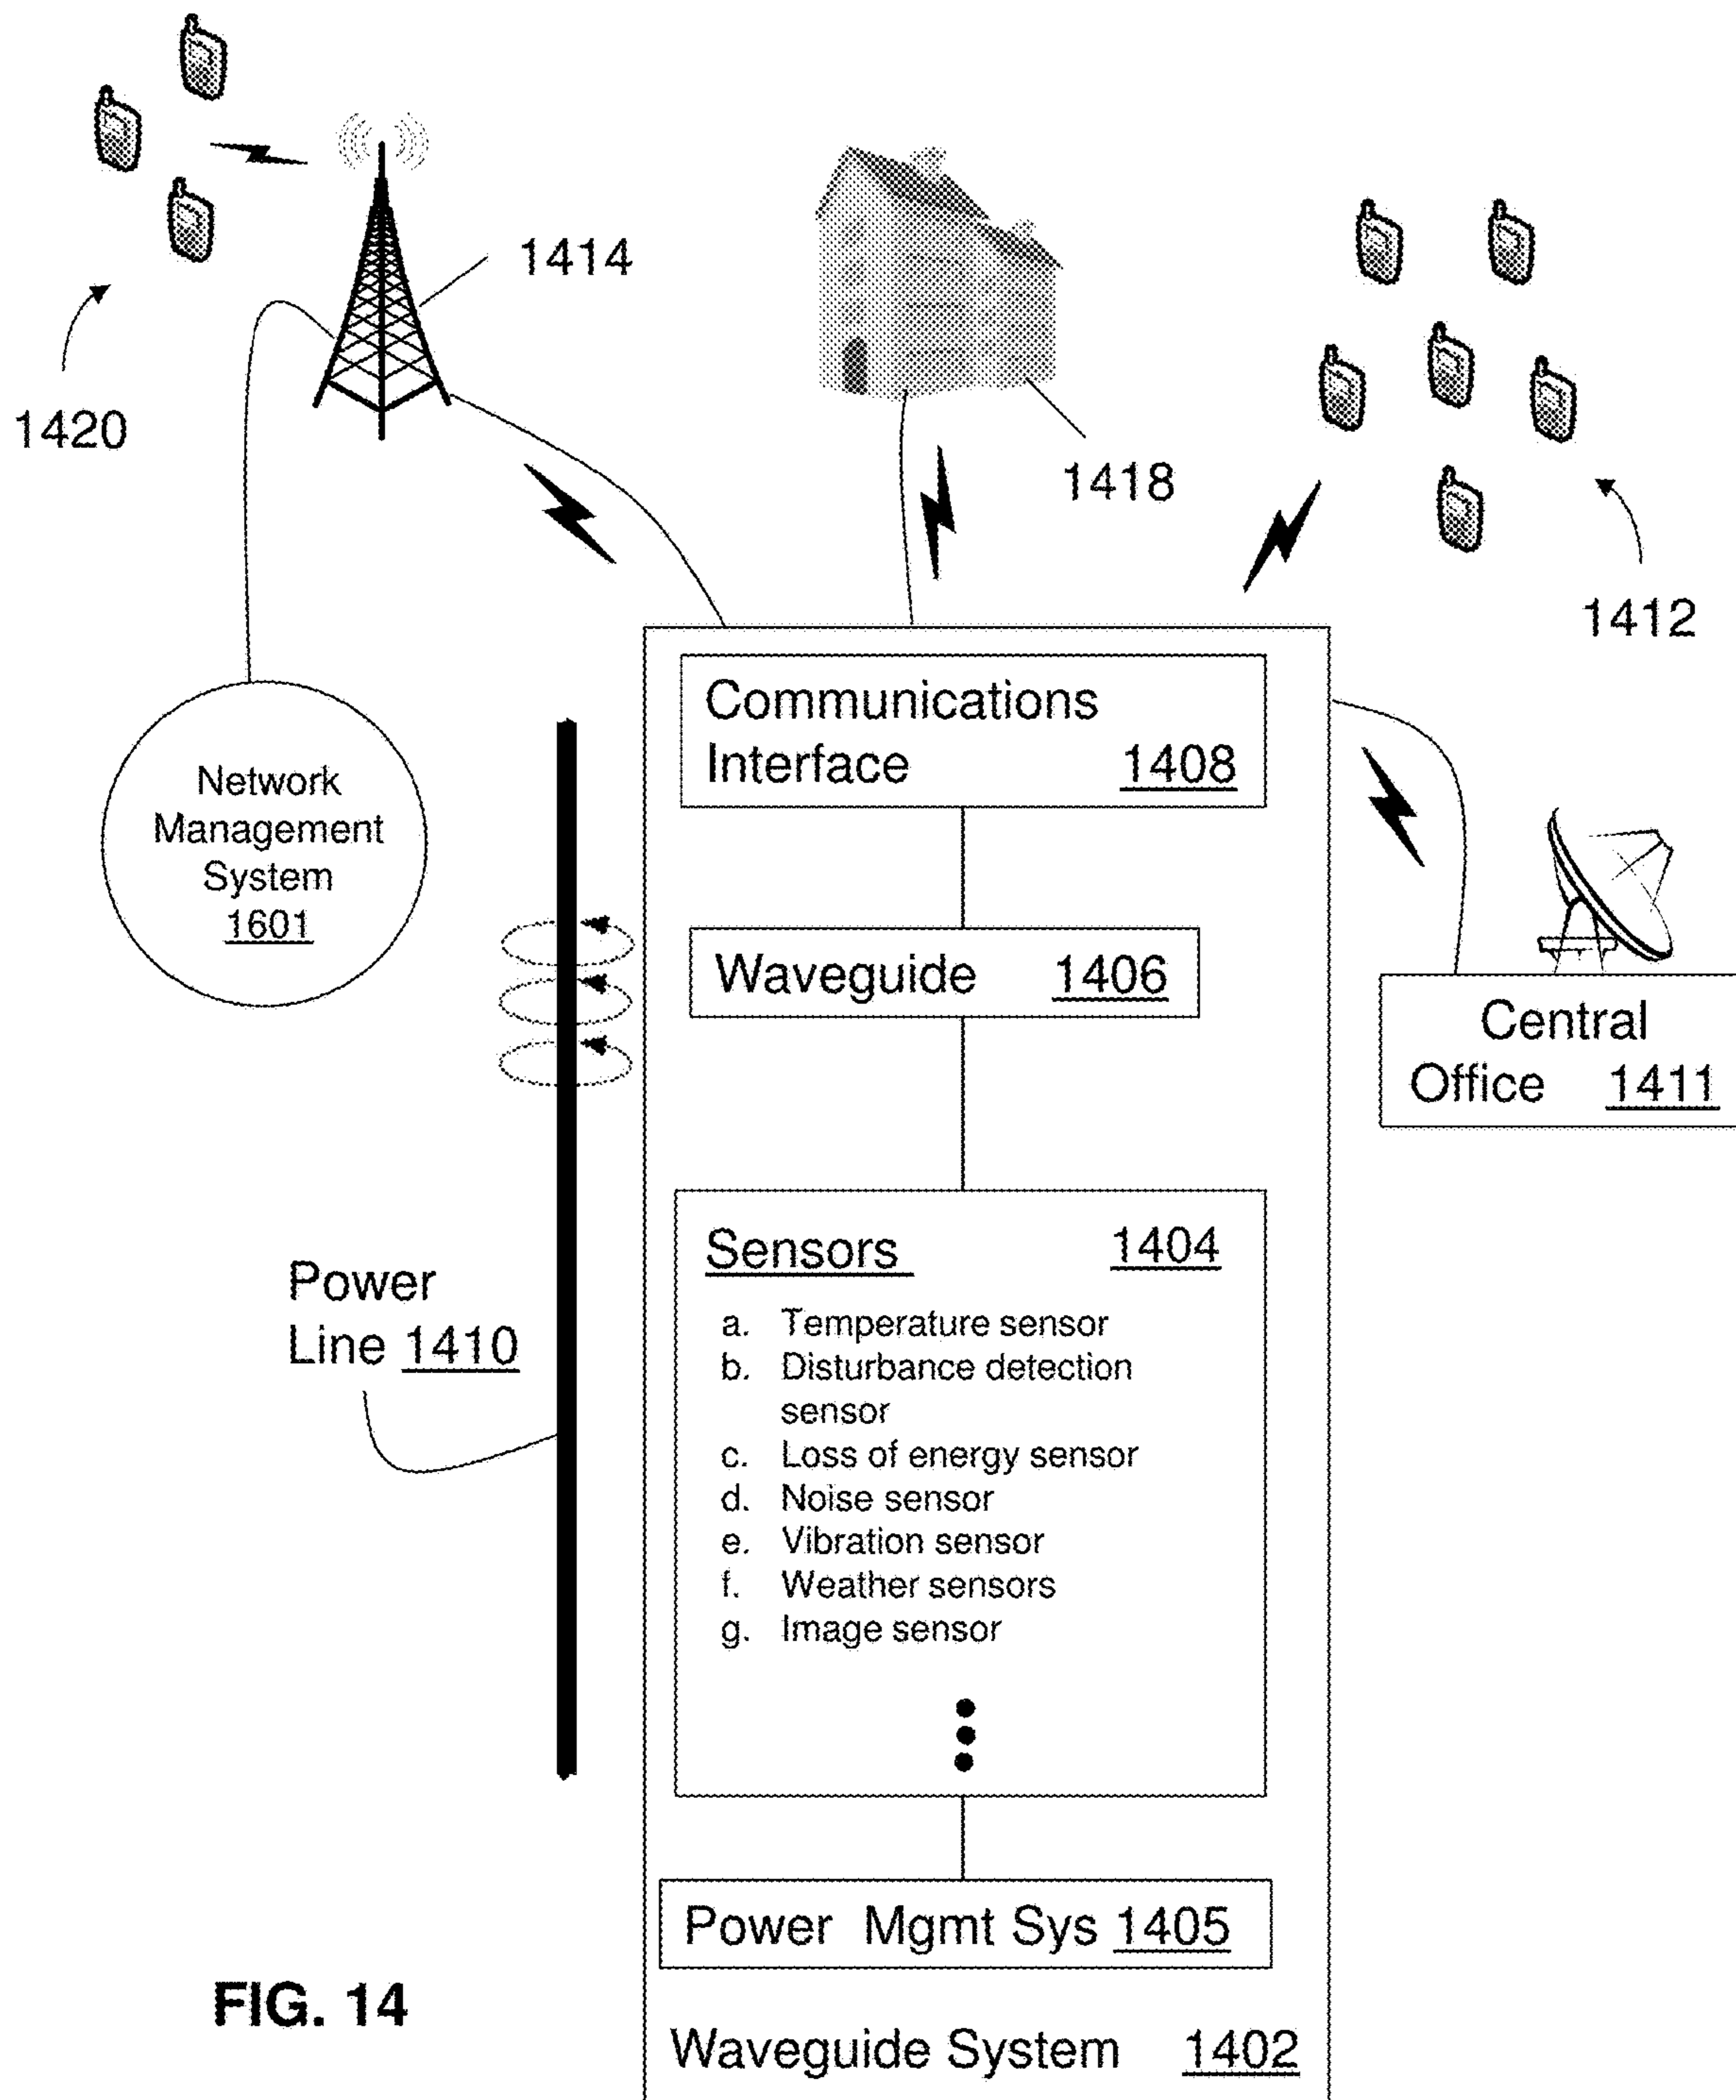 1414
1420
1418
1412
Communications
Interface 1408
Network
Management
System
1601
Waveguide 1406
Central
Office 1411
Sensors 1404
Power
Line 1410
a. Temperature sensor
b. Disturbance detection
sensor
c. Loss of energy sensor
d. Noise sensor
e. Vibration sensor
f. Weather sensors
g. Image sensor
Power Mgmt Sys 1405
FIG. 14
Waveguide System 1402